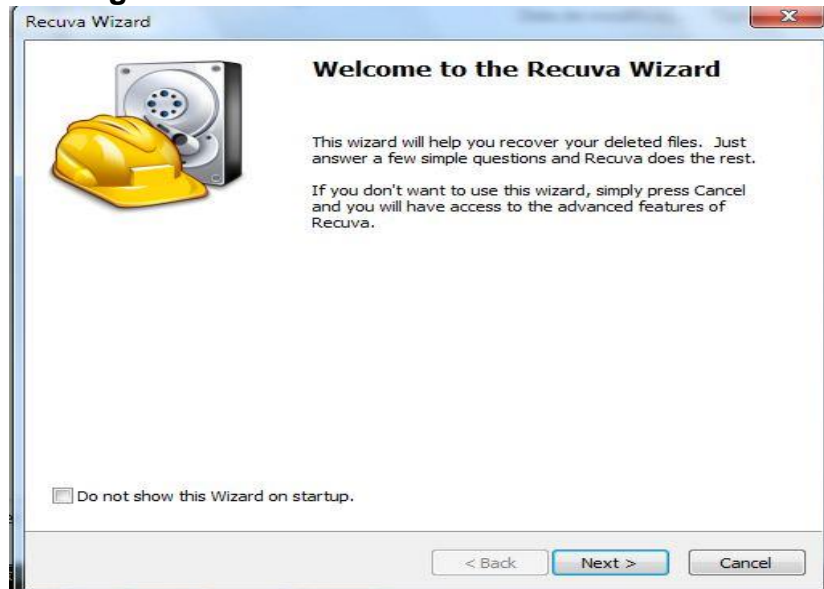 Recuva Wizard
Welcome to the Recuva Wizard
This wizard will help you recover your deleted files.  Just
answer a few simple questions and Recuva does the rest.
If you don't want to use this wizard, simply press Cancel
and you will have access to the advanced features of
Recuva.
Do not show this Wizard on startup.
< Back
Next >
Cancel